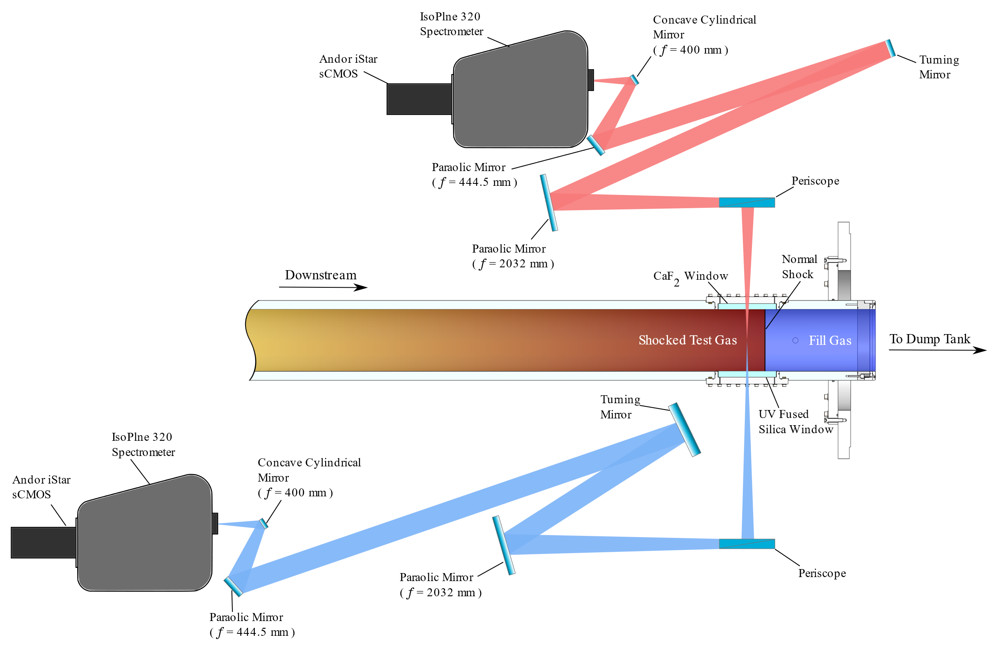 IsoPlne 320
Spectrometer
Concave Cylindrical
Mirror
( f = 400 mm )
Andor iStar
sCMOS
Turning
Mirror
Paraolic Mirror
( f = 444.5 mm )
Periscope
Paraolic Mirror
( f = 2032 mm )
Normal
Shock
Downstream
CaF2 Window
Shocked Test Gas
Fill Gas
To Dump Tank
Turning
Mirror
UV Fused
Silica Window
IsoPlne 320
Spectrometer
Concave Cylindrical
Mirror
( f = 400 mm )
Andor iStar
sCMOS
Paraolic Mirror
( f = 2032 mm )
Periscope
Paraolic Mirror
( f = 444.5 mm )